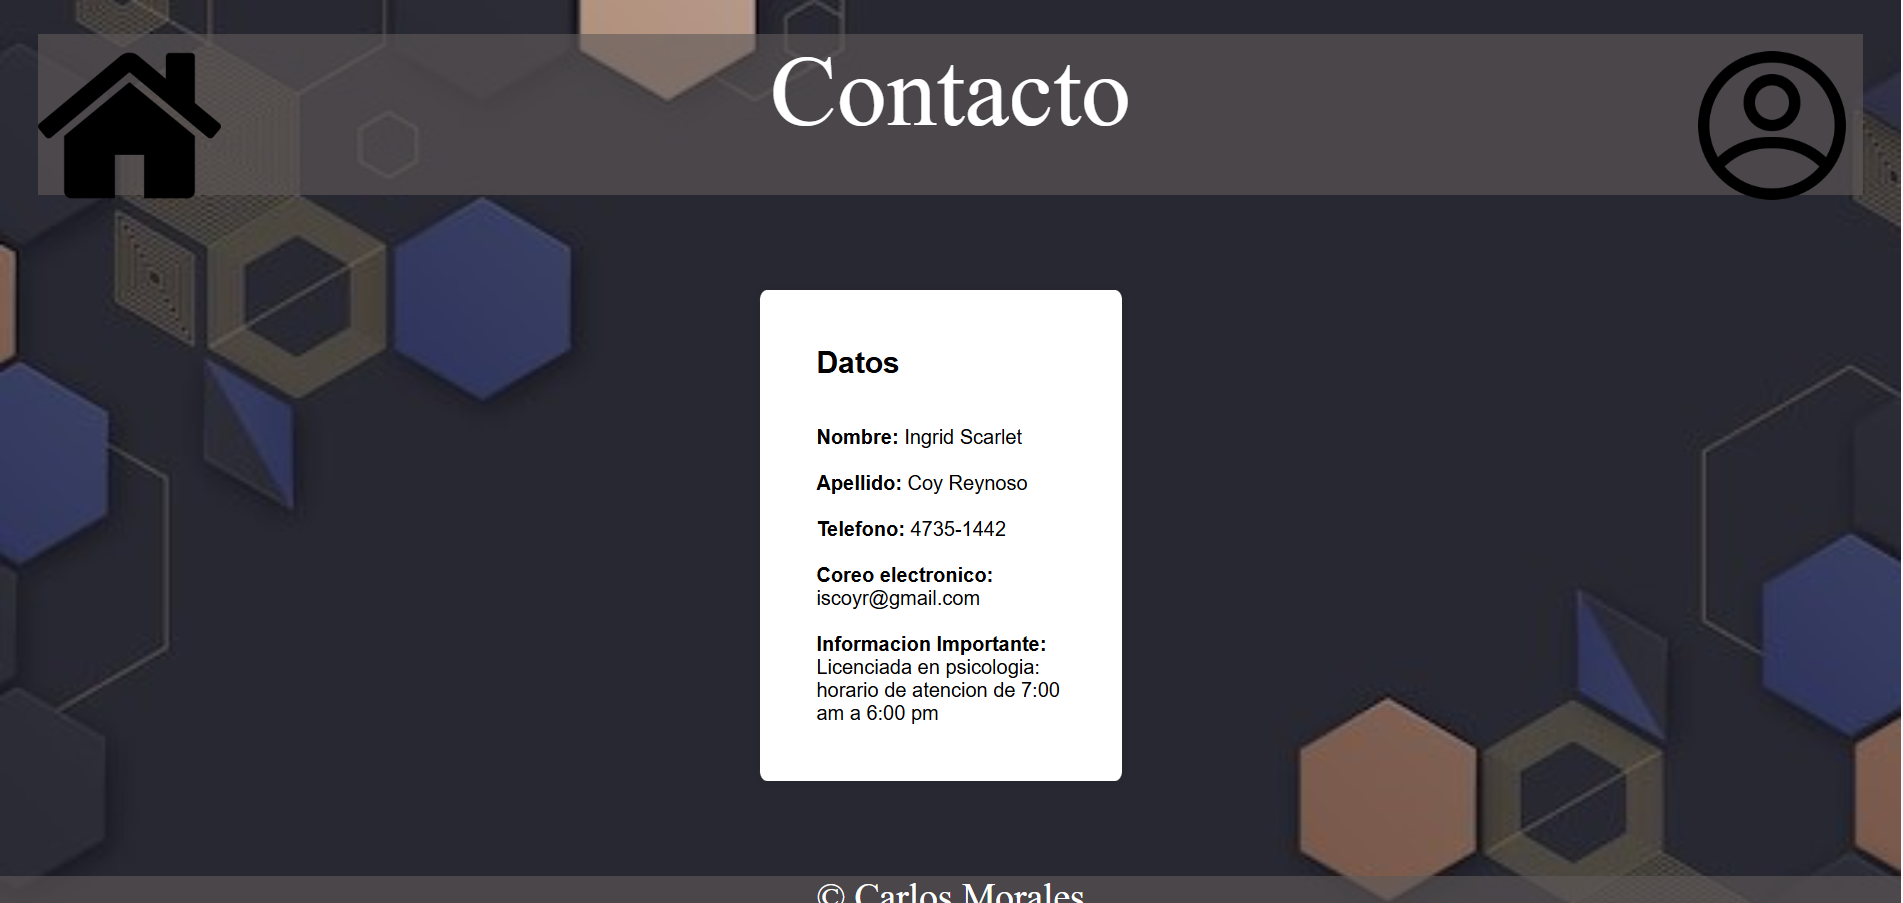 Contacto
Datos
Nombre: Ingrid Scarlet
Apellido: Coy Reynoso
Telefono: 4735-1442
Coreo electronico:
iscoyr@gmail.com
Informacion Importante:
Licenciada en psicologia:
horario de atencion de 7:00
am a 6:00 pm
© Carlos Morales